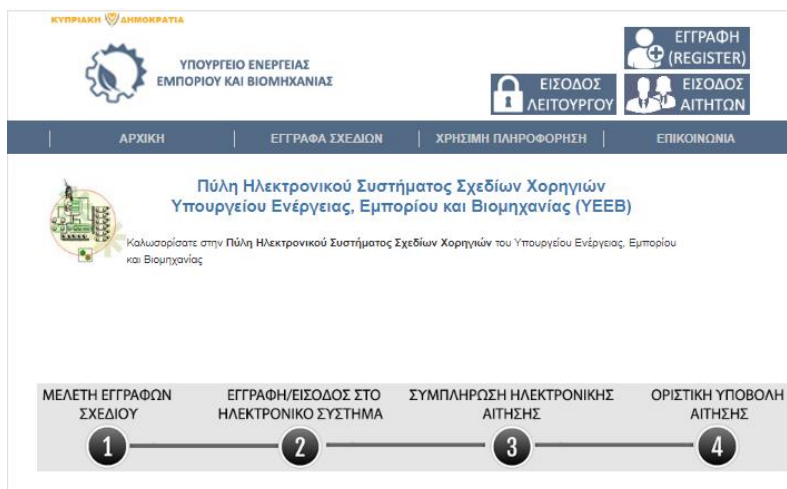 ΚΥΠΡΙΑΚΗ ΔΗΜΟΚΡΑΤΙΑ
ΥΠΟΥΡΓΕΙΟ ΕΝΕΡΓΕΙΑΣ
ΕΜΠΟΡΙΟΥ ΚΑΙ ΒΙΟΜΗΧΑΝΙΑΣ
ΕΓΓΡΑΦΗ
(REGISTER)
ΕΙΣΟΔΟΣ
ΛΕΙΤΟΥΡΓΟΥ
ΕΙΣΟΔΟΣ
ΑΙΤΗΤΩΝ
ΑΡΧΙΚΗ
ΕΓΓΡΑΦΑ ΣΧΕΔΙΩΝ
ΧΡΗΣΙΜΗ ΠΛΗΡΟΦΟΡΗΣΗ
ΕΠΙΚΟΙΝΩΝΙΑ
Πύλη Ηλεκτρονικού Συστήματος Σχεδίων Χορηγιών
Υπουργείου Ενέργειας, Εμπορίου και Βιομηχανίας (ΥΕΕΒ)
Καλωσορίσατε στην Πύλη Ηλεκτρονικού Συστήματος Σχεδίων Χορηγιών του Υπουργείου Ενέργειας, Εμπορίου
και Βιομηχανίας
ΜΕΛΕΤΗ ΕΓΓΡΑΦΩΝ
ΣΧΕΔΙΟΥ
1
ΕΓΓΡΑΦΗ/ΕΙΣΟΔΟΣ ΣΤΟ
ΗΛΕΚΤΡΟΝΙΚΟ ΣΥΣΤΗΜΑ
2
ΣΥΜΠΛΗΡΩΣΗ ΗΛΕΚΤΡΟΝΙΚΗΣ
ΑΙΤΗΣΗΣ
3
ΟΡΙΣΤΙΚΗ ΥΠΟΒΟΛΗ
ΑΙΤΗΣΗΣ
4